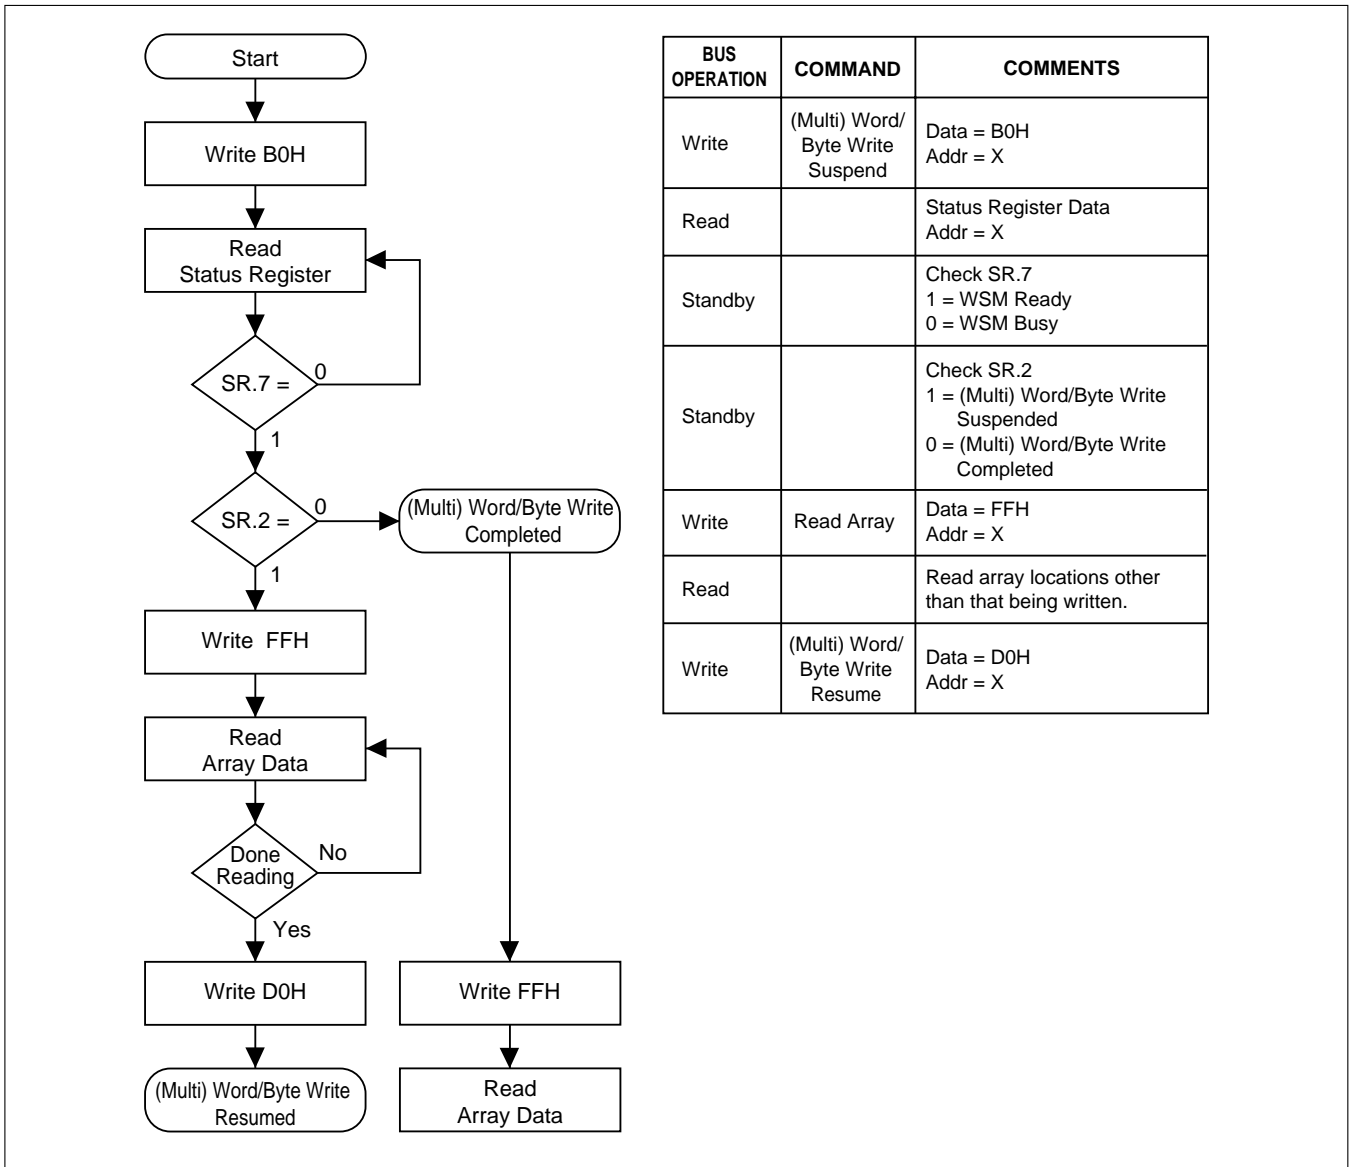 Start
Write B0H
Read
Status Register
SR.7 =
0
1
SR.2 =
0
(Multi) Word/Byte Write
Completed
1
Write FFH
Read
Array Data
Done
Reading
No
Yes
Write D0H
Write FFH
(Multi) Word/Byte Write
Resumed
Read
Array Data
BUS
OPERATION
COMMAND
COMMENTS
Write
(Multi) Word/
Byte Write
Suspend
Data = B0H
Addr = X
Read
Status Register Data
Addr = X
Standby
Check SR.7
1 = WSM Ready
0 = WSM Busy
Standby
Check SR.2
1 = (Multi) Word/Byte Write
Suspended
0 = (Multi) Word/Byte Write
Completed
Write
Read Array
Data = FFH
Addr = X
Read
Read array locations other
than that being written.
Write
(Multi) Word/
Byte Write
Resume
Data = D0H
Addr = X